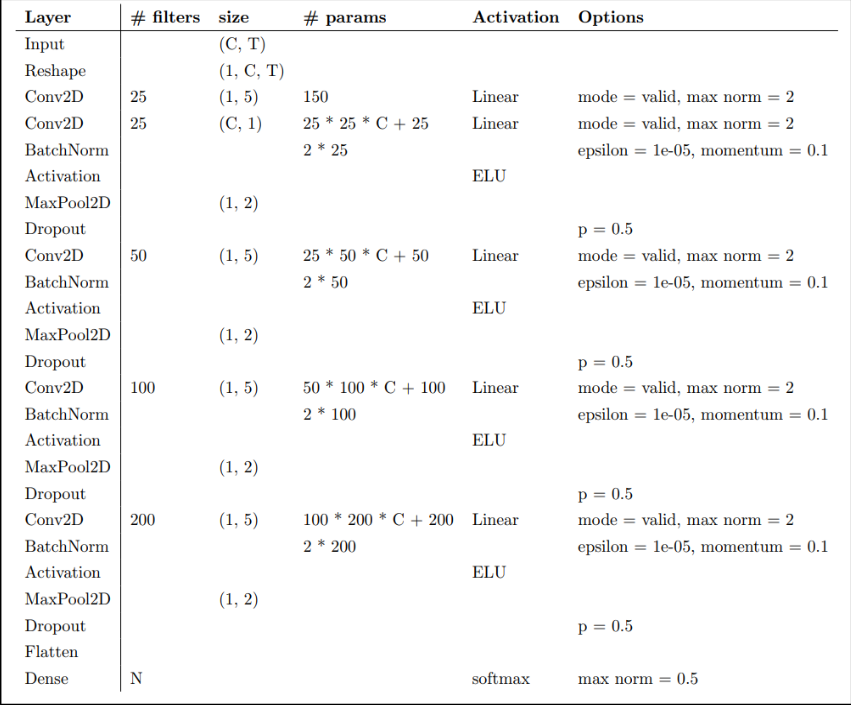 Layer # filters size # params Activation Options
Input (C, T)
Reshape (1, C, T)
Conv2D 25 (1, 5) 150 Linear mode = valid, max norm = 2
Conv2D 25 (C, 1) 25 * 25 * C + 25 Linear mode = valid, max norm = 2
BatchNorm 2 * 25 epsilon = 1e-05, momentum = 0.1
Activation ELU
MaxPool2D (1, 2)
Dropout p = 0.5
Conv2D 50 (1, 5) 25 * 50 * C + 50 Linear mode = valid, max norm = 2
BatchNorm 2 * 50 epsilon = 1e-05, momentum = 0.1
Activation ELU
MaxPool2D (1, 2)
Dropout p = 0.5
Conv2D 100 (1, 5) 50 * 100 * C + 100 Linear mode = valid, max norm = 2
BatchNorm 2 * 100 epsilon = 1e-05, momentum = 0.1
Activation ELU
MaxPool2D (1, 2)
Dropout p = 0.5
Conv2D 200 (1, 5) 100 * 200 * C + 200 Linear mode = valid, max norm = 2
BatchNorm 2 * 200 epsilon = 1e-05, momentum = 0.1
Activation ELU
MaxPool2D (1, 2)
Dropout p = 0.5
Flatten
Dense N softmax max norm = 0.5